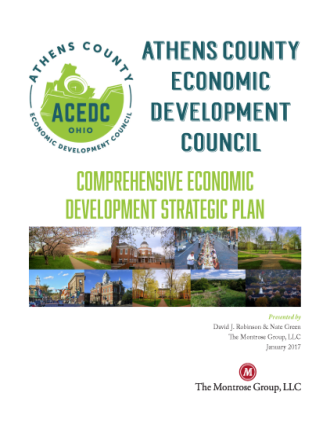 ATHENS COUNTY
ACEDC
OHIO
ECONOMIC DEVELOPMENT COUNCIL
ATHENS COUNTY
ECONOMIC
DEVELOPMENT
COUNCIL
COMPREHENSIVE ECONOMIC
DEVELOPMENT STRATEGIC PLAN
Presented by
David J. Robinson & Nate Green
The Montrose Group, LLC
January 2017
M
The Montrose Group, LLC